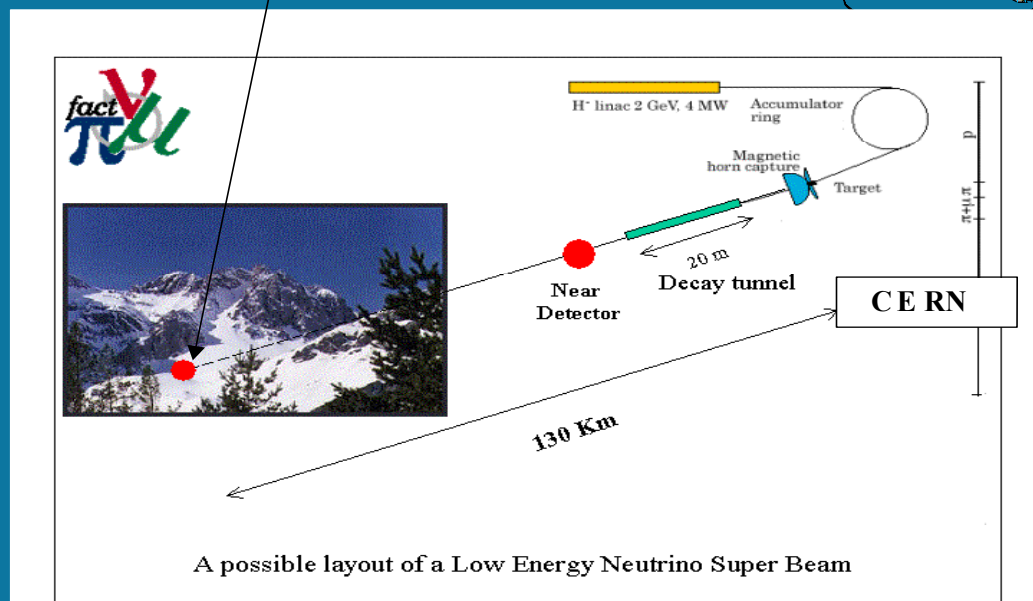 fact
ν
π μ
H⁻ linac 2 GeV, 4 MW
Accumulator
ring
p
Magnetic
horn capture
Target
π+μ π
20 m
Decay tunnel
Near
Detector
CERN
130 Km
A possible layout of a Low Energy Neutrino Super Beam